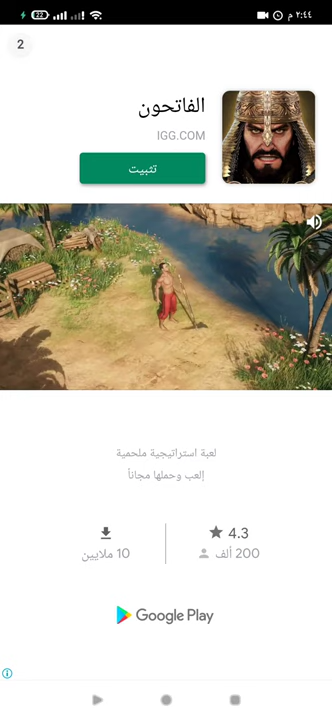 ٢:٤٤ م
22
2
الفاتحون
IGG.COM
تثبيت
لعبة استراتيجية ملحمية
إلعب وحملها مجاناً
4.3
200 ألف
10 ملايين
Google Play